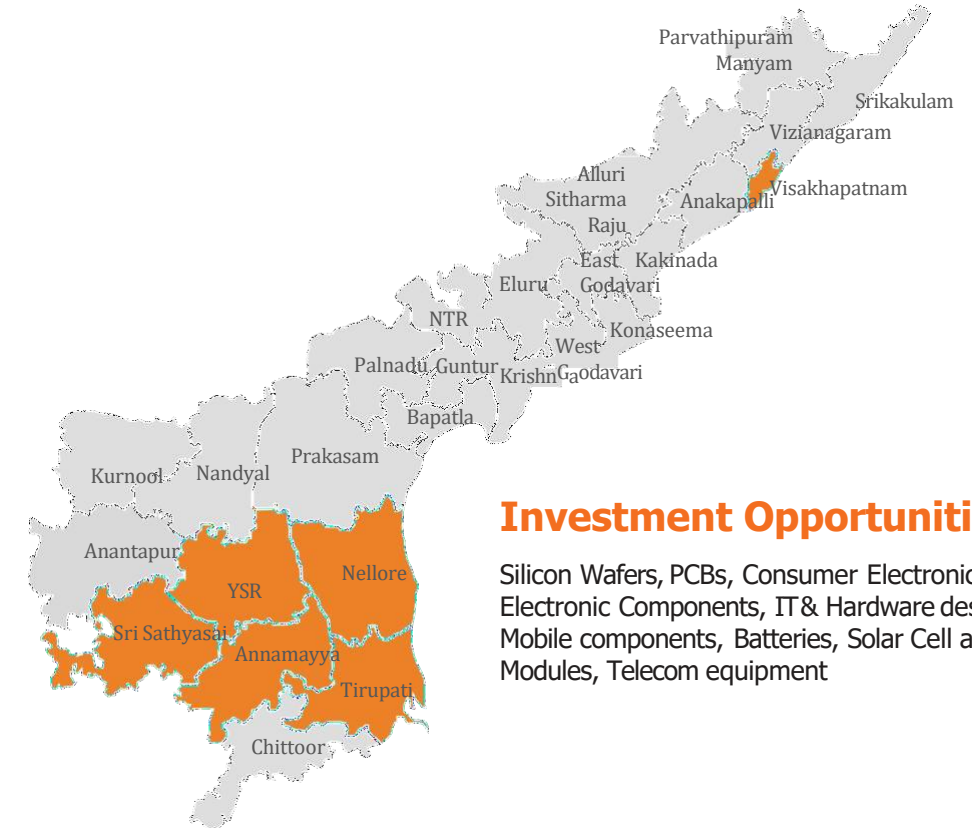 Parvathipuram
Manyam
Srikakulam
Vizianagaram
Alluri
Sitharma
Raju
Anakapalli
Visakhapatnam
East
Godavari
Kakinada
Eluru
NTR
Konaseema
West
Gaodavari
Palnadu
Guntur
Krishn
Bapatla
Prakasam
Kurnool
Nandyal
Anantapur
YSR
Nellore
Sri Sathyasai
Annamayya
Tirupati
Chittoor
Investment Opportuniti
Silicon Wafers, PCBs, Consumer Electronic
Electronic Components, IT & Hardware des
Mobile components, Batteries, Solar Cell a
Modules, Telecom equipment